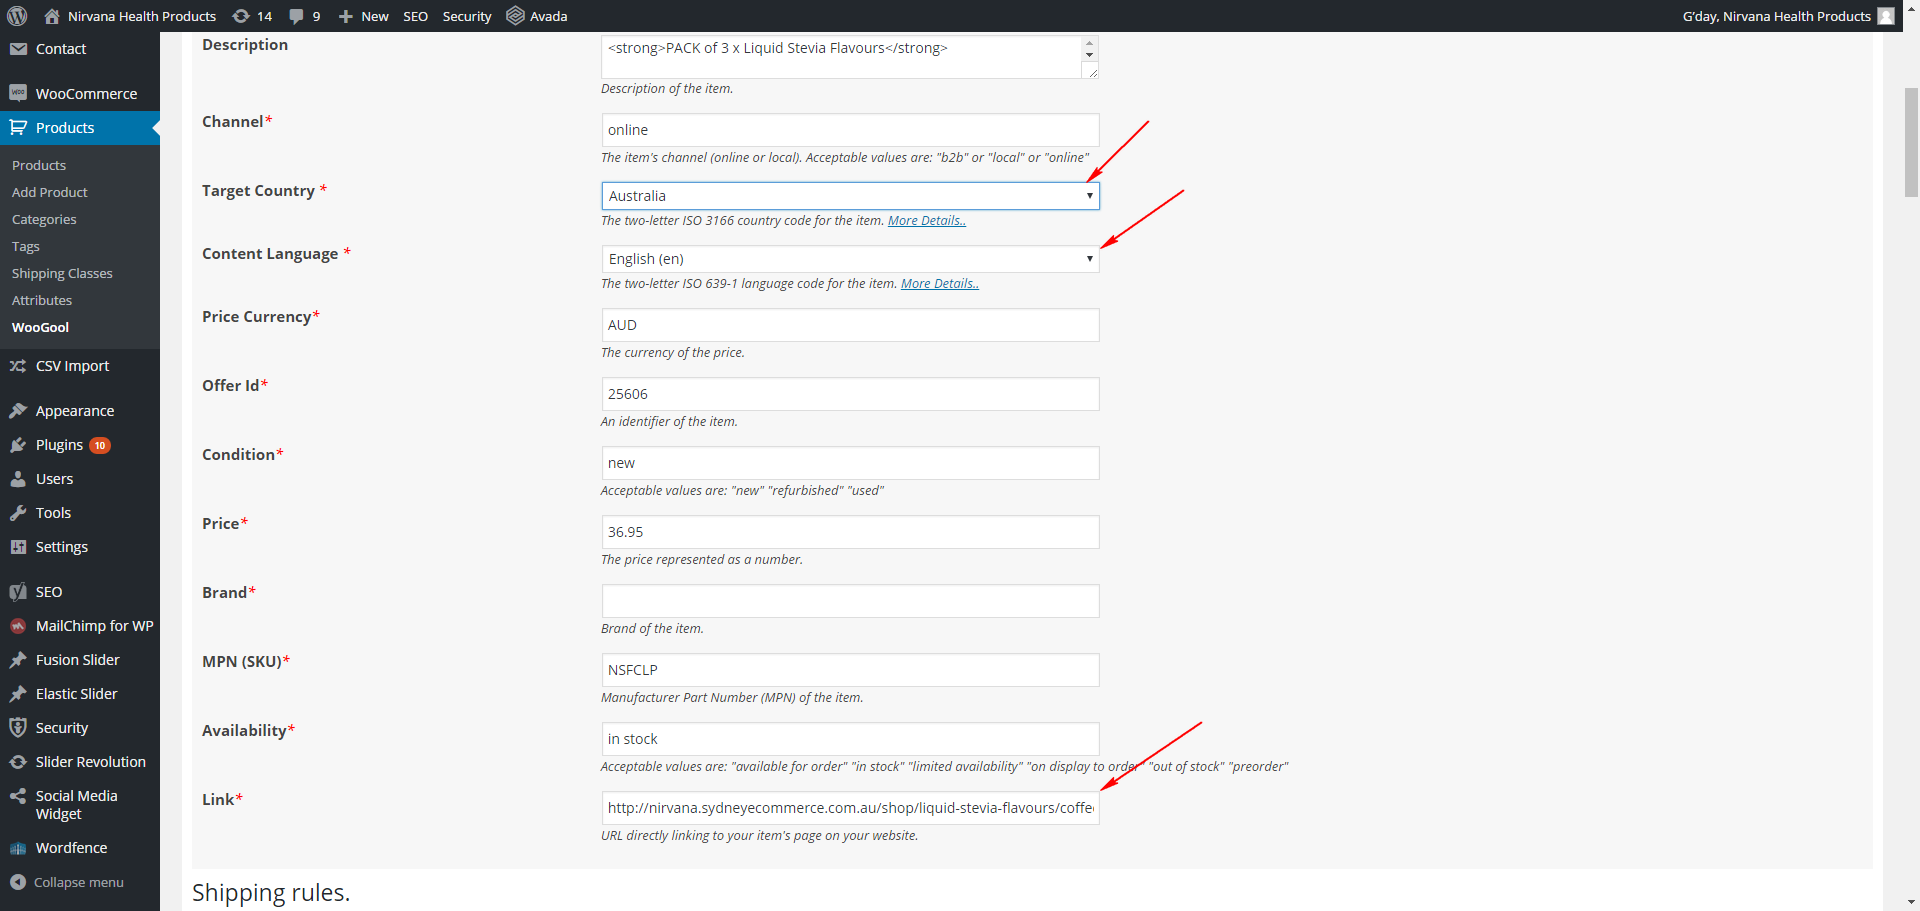 Nirvana Health Products 14 9 New SEO Security Avada G'day, Nirvana Health Products
Contact
WooCommerce
Products
Products
Add Product
Categories
Tags
Shipping Classes
Attributes
WooGool
CSV Import
Appearance
Plugins 10
Users
Tools
Settings
SEO
MailChimp for WP
Fusion Slider
Elastic Slider
Security
Slider Revolution
Social Media
Widget
Wordfence
Collapse menu
Description
<strong>PACK of 3 x Liquid Stevia Flavours</strong>
Description of the item.
Channel*
online
The item's channel (online or local). Acceptable values are: "b2b" or "local" or "online"
Target Country *
Australia
The two-letter ISO 3166 country code for the item. More Details..
Content Language *
English (en)
The two-letter ISO 639-1 language code for the item. More Details..
Price Currency*
AUD
The currency of the price.
Offer Id*
25606
An identifier of the item.
Condition*
new
Acceptable values are: "new" "refurbished" "used"
Price*
36.95
The price represented as a number.
Brand*
Brand of the item.
MPN (SKU)*
NSFCLP
Manufacturer Part Number (MPN) of the item.
Availability*
in stock
Acceptable values are: "available for order" "in stock" "limited availability" "on display to order" "out of stock" "preorder"
Link*
http://nirvana.sydneyecommerce.com.au/shop/liquid-stevia-flavours/coffe
URL directly linking to your item's page on your website.
Shipping rules.